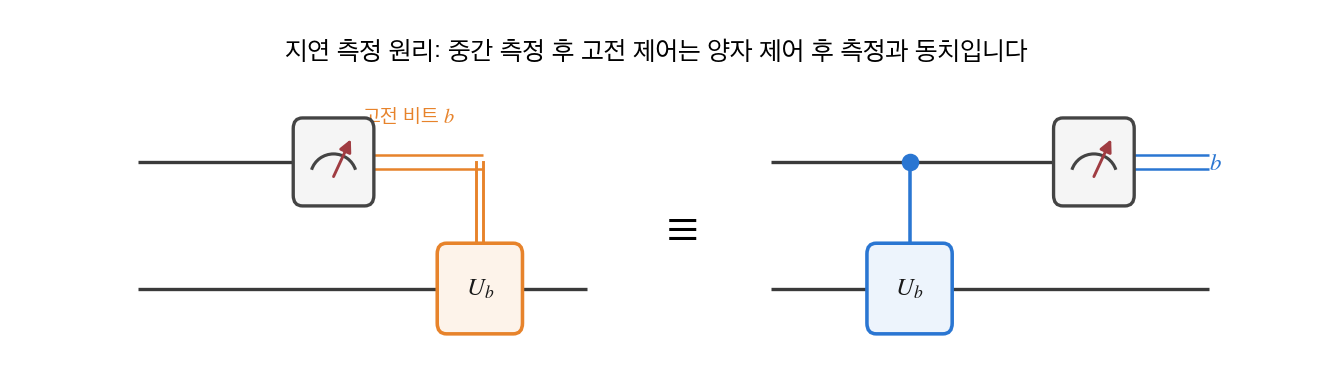 지연 측정 원리: 중간 측정 후 고전 제어는 양자 제어 후 측정과 동치입니다
고전 비트 b
b
≡
U_b
U_b